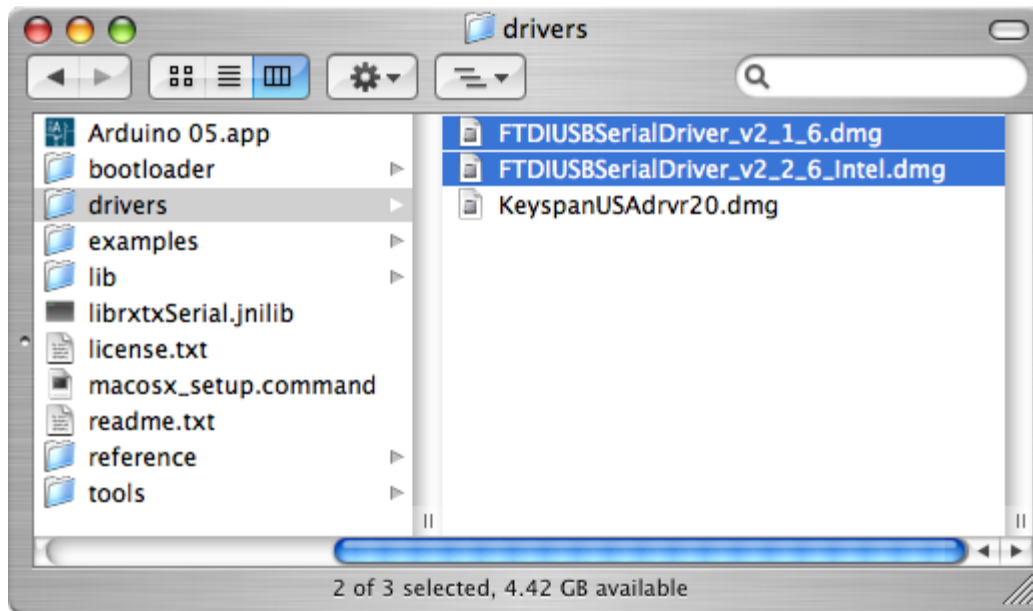 drivers
Arduino 05.app
bootloader
drivers
examples
lib
librxtxSerial.jnilib
license.txt
macosx_setup.command
readme.txt
reference
tools
FTDIUSBSerialDriver_v2_1_6.dmg
FTDIUSBSerialDriver_v2_2_6_Intel.dmg
KeyspanUSAdrvr20.dmg
2 of 3 selected, 4.42 GB available